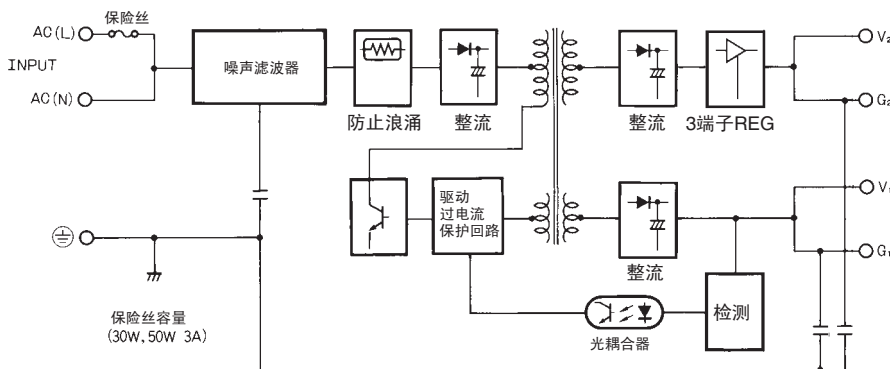 保险丝
AC(L)
INPUT
AC(N)
噪声滤波器
防止浪涌
整流
整流
3端子REG
V₂
G₂
驱动
过电流
保护回路
整流
V₁
G₁
检测
光耦合器
保险丝容量
(30W,50W 3A)